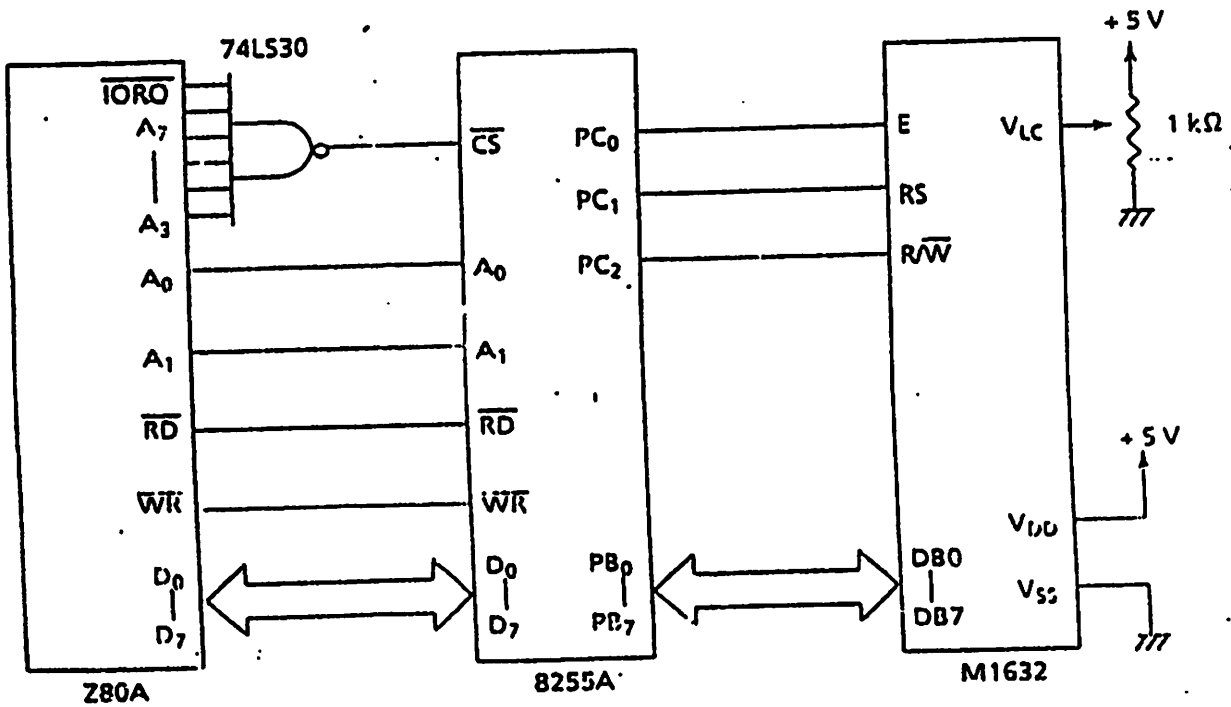 74LS30
+ 5 V
IORQ
A7
A3
A0
A1
RD
WR
D0
D7
Z80A
CS
A0
A1
RD
WR
D0
D7
PC0
PC1
PC2
PB0
PB7
8255A
E
RS
R/W
DB0
DB7
VLC
1 kΩ
+ 5 V
VDD
VSS
M1632